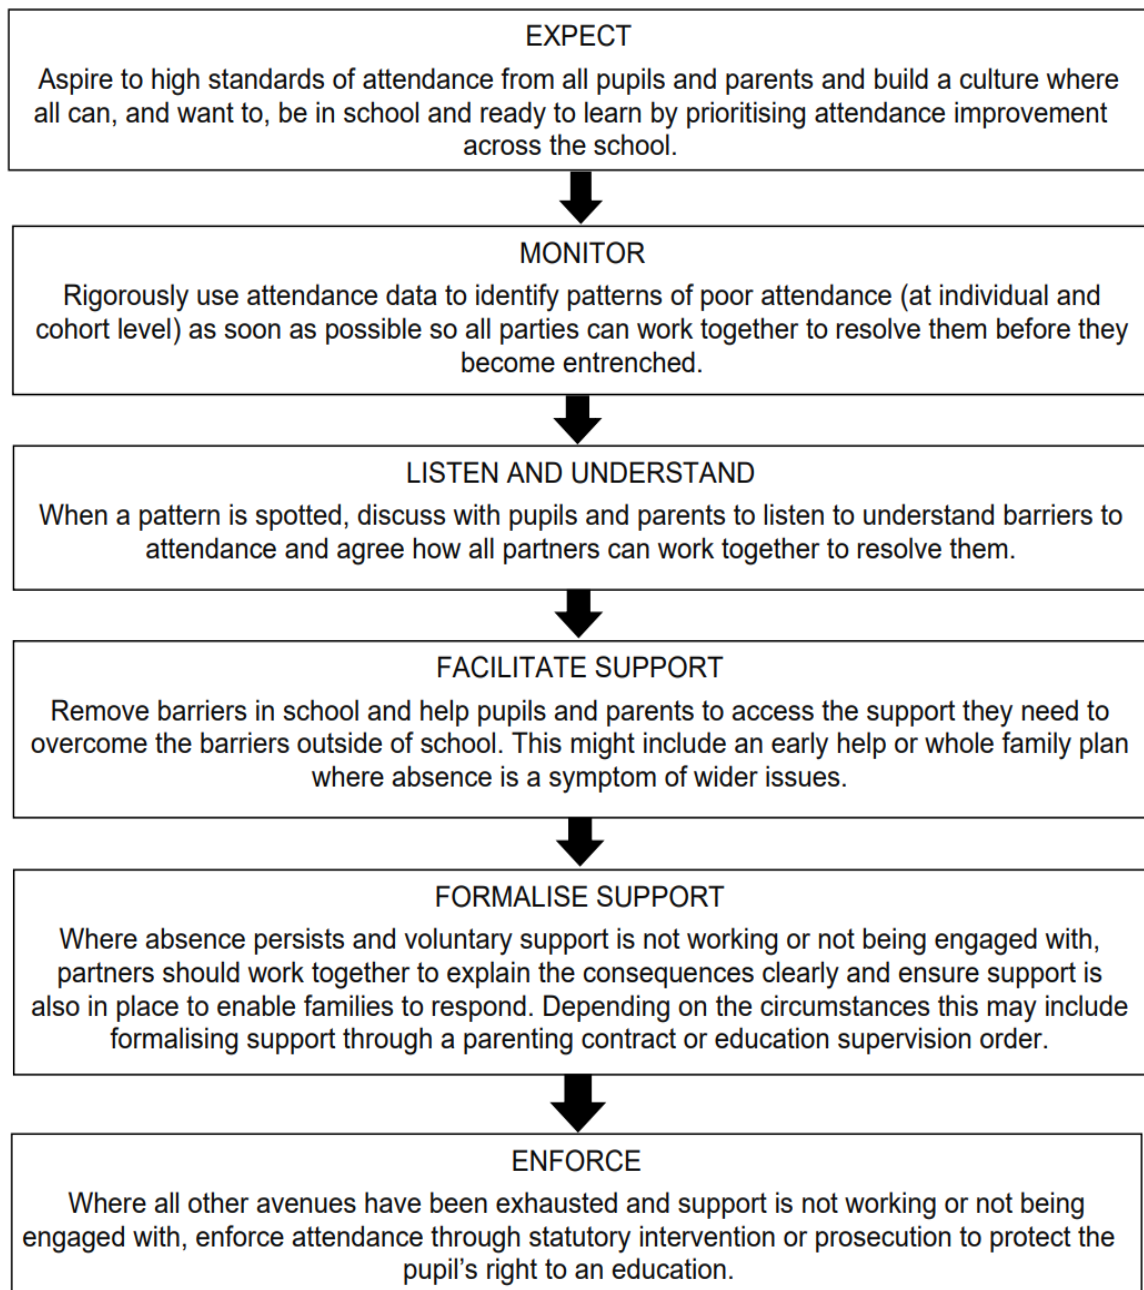 EXPECT
Aspire to high standards of attendance from all pupils and parents and build a culture where
all can, and want to, be in school and ready to learn by prioritising attendance improvement
across the school.
MONITOR
Rigorously use attendance data to identify patterns of poor attendance (at individual and
cohort level) as soon as possible so all parties can work together to resolve them before they
become entrenched.
LISTEN AND UNDERSTAND
When a pattern is spotted, discuss with pupils and parents to listen to understand barriers to
attendance and agree how all partners can work together to resolve them.
FACILITATE SUPPORT
Remove barriers in school and help pupils and parents to access the support they need to
overcome the barriers outside of school. This might include an early help or whole family plan
where absence is a symptom of wider issues.
FORMALISE SUPPORT
Where absence persists and voluntary support is not working or not being engaged with,
partners should work together to explain the consequences clearly and ensure support is
also in place to enable families to respond. Depending on the circumstances this may include
formalising support through a parenting contract or education supervision order.
ENFORCE
Where all other avenues have been exhausted and support is not working or not being
engaged with, enforce attendance through statutory intervention or prosecution to protect the
pupil’s right to an education.